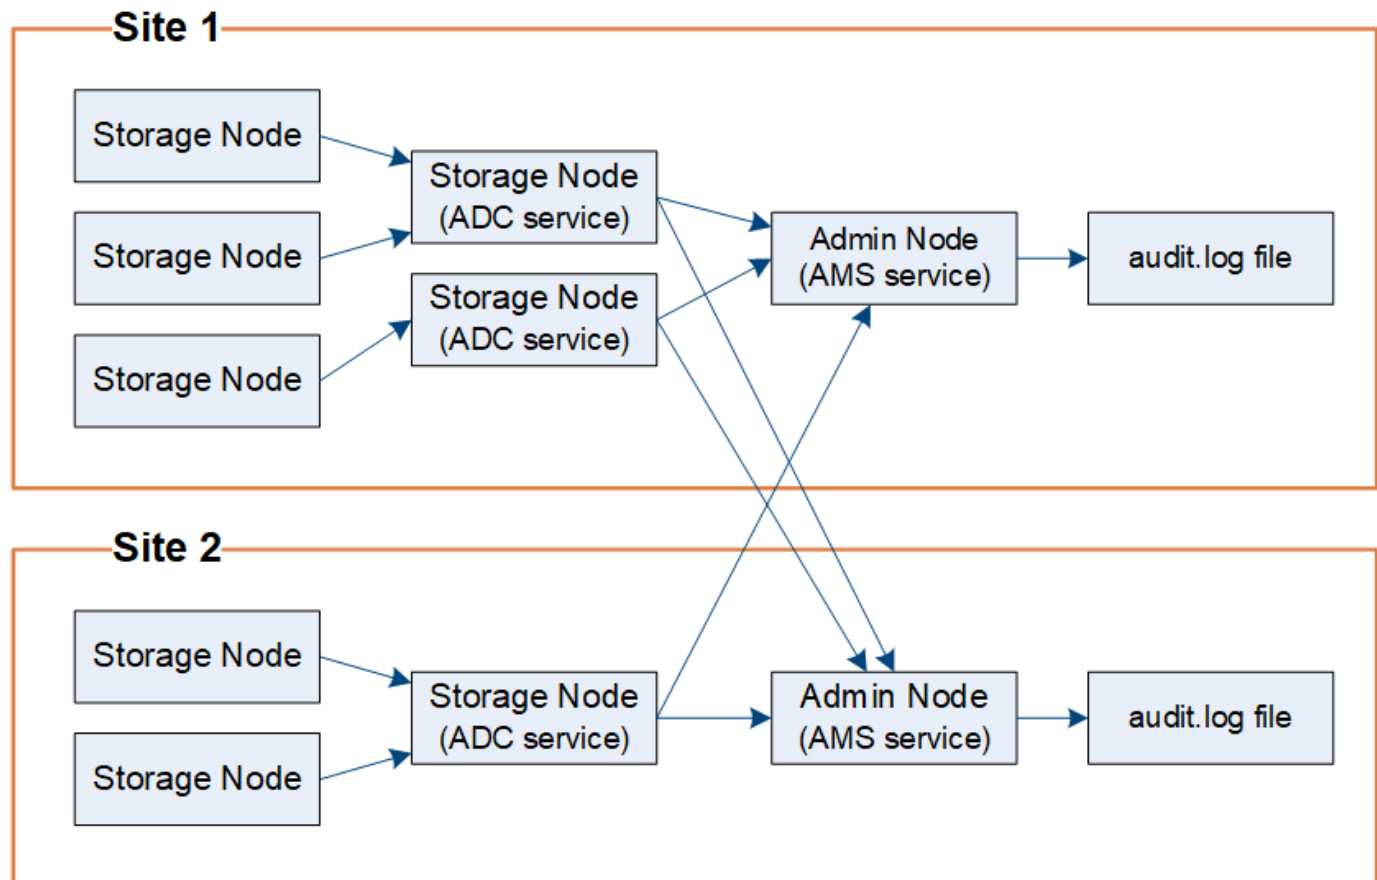 Site 1
Storage Node
Storage Node
Storage Node
Storage Node
(ADC service)
Storage Node
(ADC service)
Admin Node
(AMS service)
audit.log file
Site 2
Storage Node
Storage Node
Storage Node
(ADC service)
Admin Node
(AMS service)
audit.log file